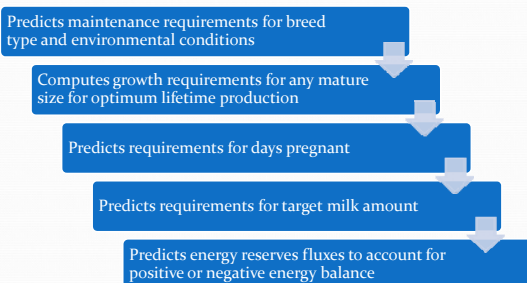 Predicts maintenance requirements for breed
type and environmental conditions
Computes growth requirements for any mature
size for optimum lifetime production
Predicts requirements for days pregnant
Predicts requirements for target milk amount
Predicts energy reserves fluxes to account for
positive or negative energy balance